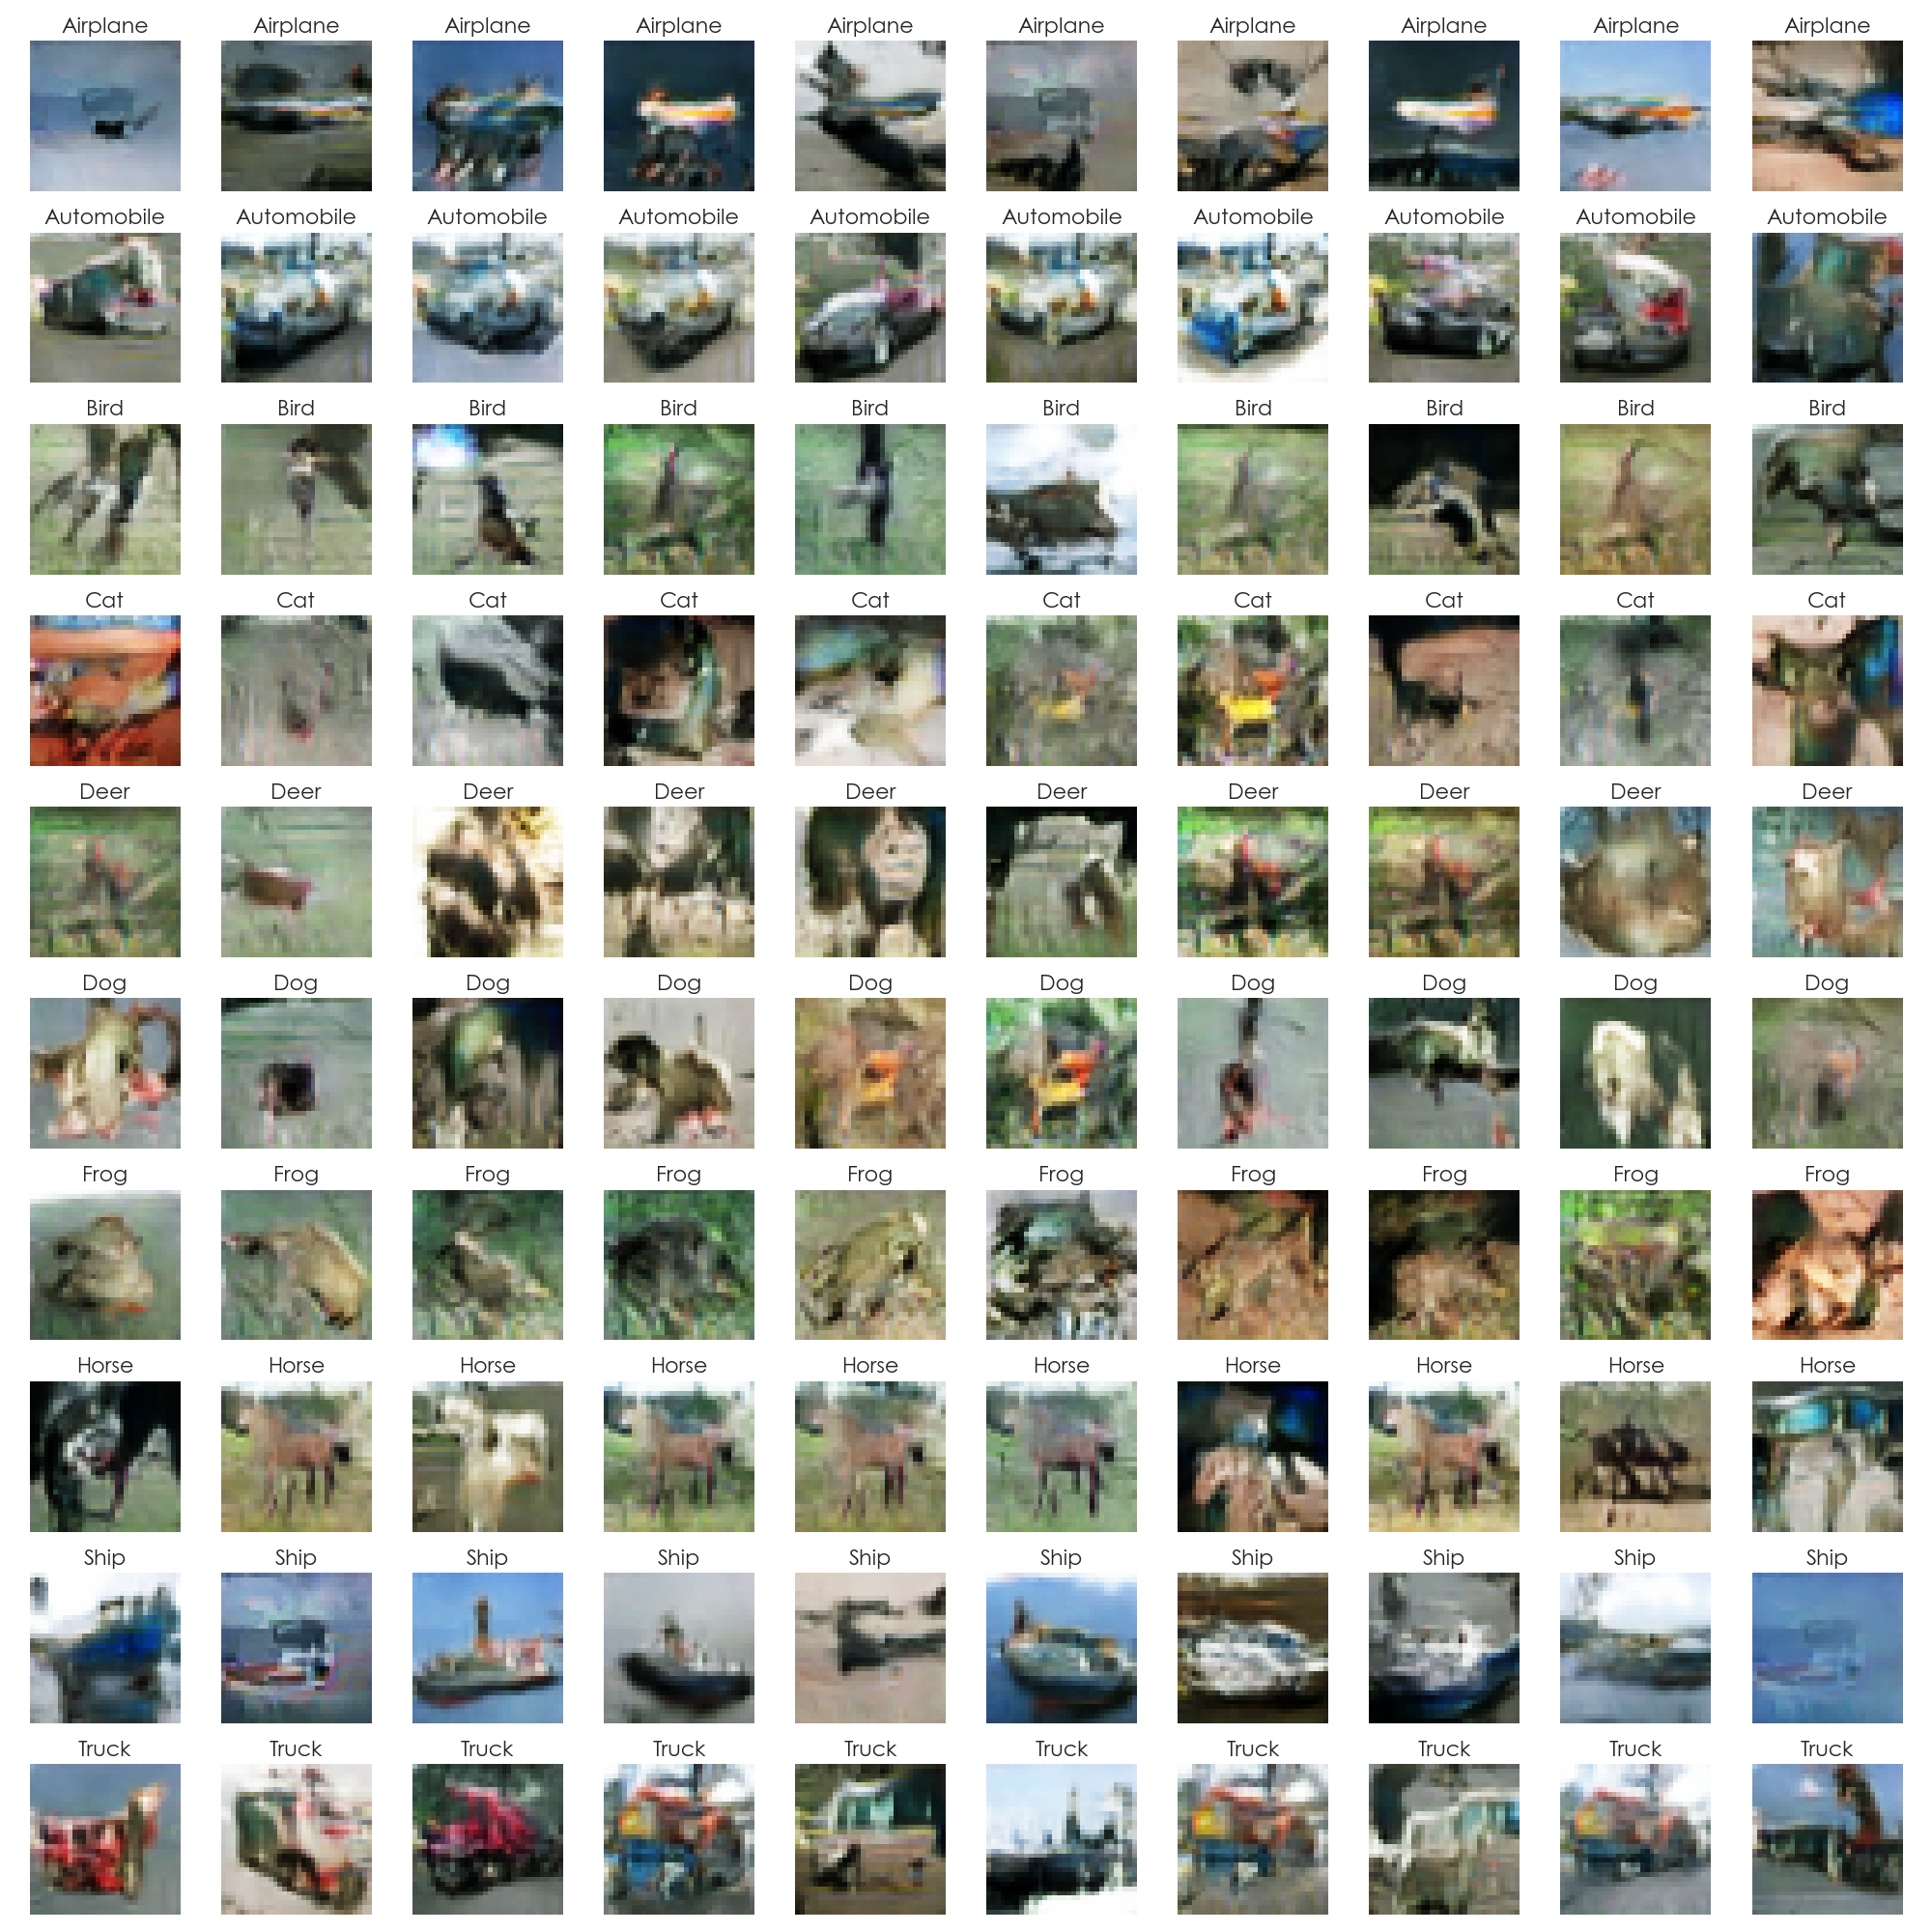 Airplane Airplane Airplane Airplane Airplane Airplane Airplane Airplane Airplane Airplane
Automobile Automobile Automobile Automobile Automobile Automobile Automobile Automobile Automobile Automobile
Bird Bird Bird Bird Bird Bird Bird Bird Bird Bird
Cat Cat Cat Cat Cat Cat Cat Cat Cat Cat
Deer Deer Deer Deer Deer Deer Deer Deer Deer Deer
Dog Dog Dog Dog Dog Dog Dog Dog Dog Dog
Frog Frog Frog Frog Frog Frog Frog Frog Frog Frog
Horse Horse Horse Horse Horse Horse Horse Horse Horse Horse
Ship Ship Ship Ship Ship Ship Ship Ship Ship Ship
Truck Truck Truck Truck Truck Truck Truck Truck Truck Truck